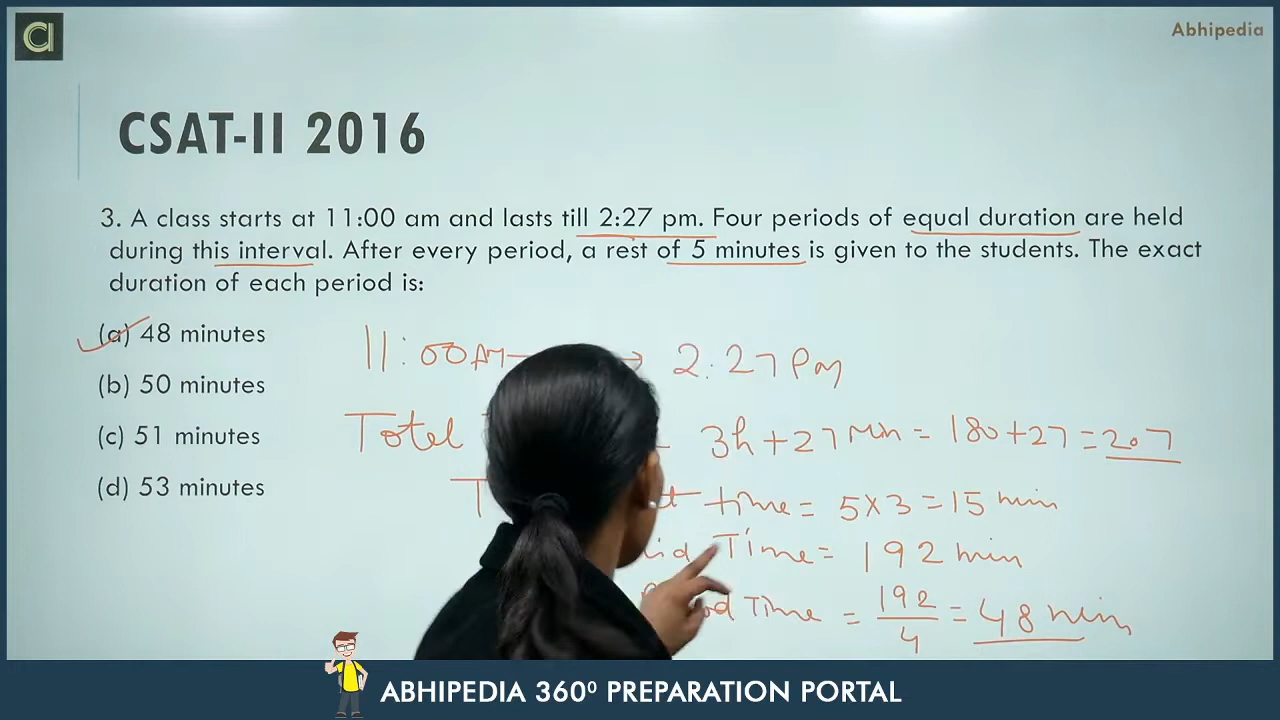 Abhipedia
CSAT-II 2016
3. A class starts at 11:00 am and lasts till 2:27 pm. Four periods of equal duration are held
during this interval. After every period, a rest of 5 minutes is given to the students. The exact
duration of each period is:
(a) 48 minutes
(b) 50 minutes
(c) 51 minutes
(d) 53 minutes
11:00AM → 2:27 Pm
Total 3h+27 Min = 180+27 = 207
time = 5x3 = 15 min
Time = 192 min
Time = 192/4 = 48 min
ABHIPEDIA 360⁰ PREPARATION PORTAL